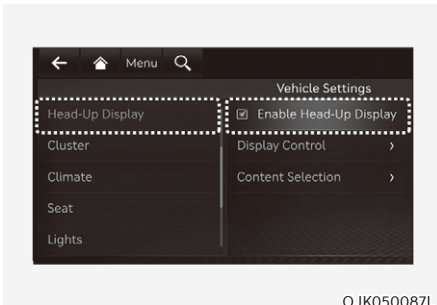 Menu
Vehicle Settings
Head-Up Display
Enable Head-Up Display
Cluster
Display Control
Climate
Content Selection
Seat
Lights
OJK050087L